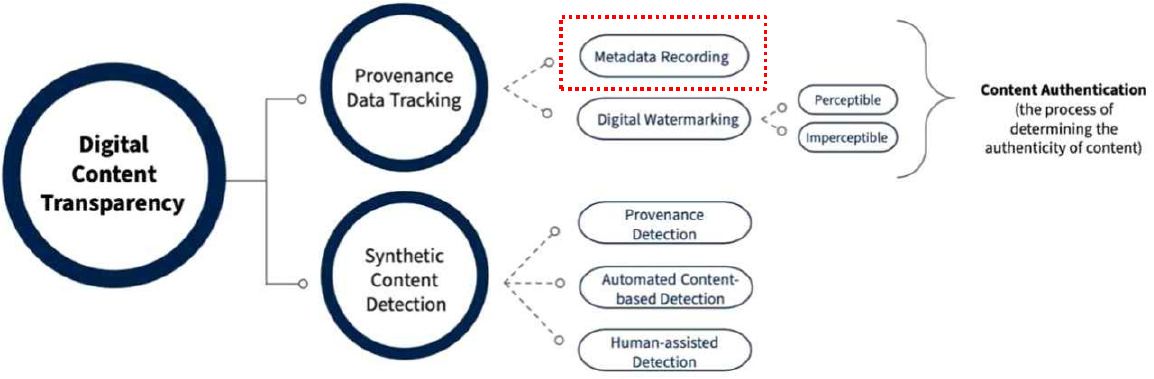 Digital
Content
Transparency
Provenance
Data Tracking
Metadata Recording
Digital Watermarking
Perceptible
Imperceptible
Content Authentication
(the process of
determining the
authenticity of content)
Synthetic
Content
Detection
Provenance
Detection
Automated Content-
based Detection
Human-assisted
Detection